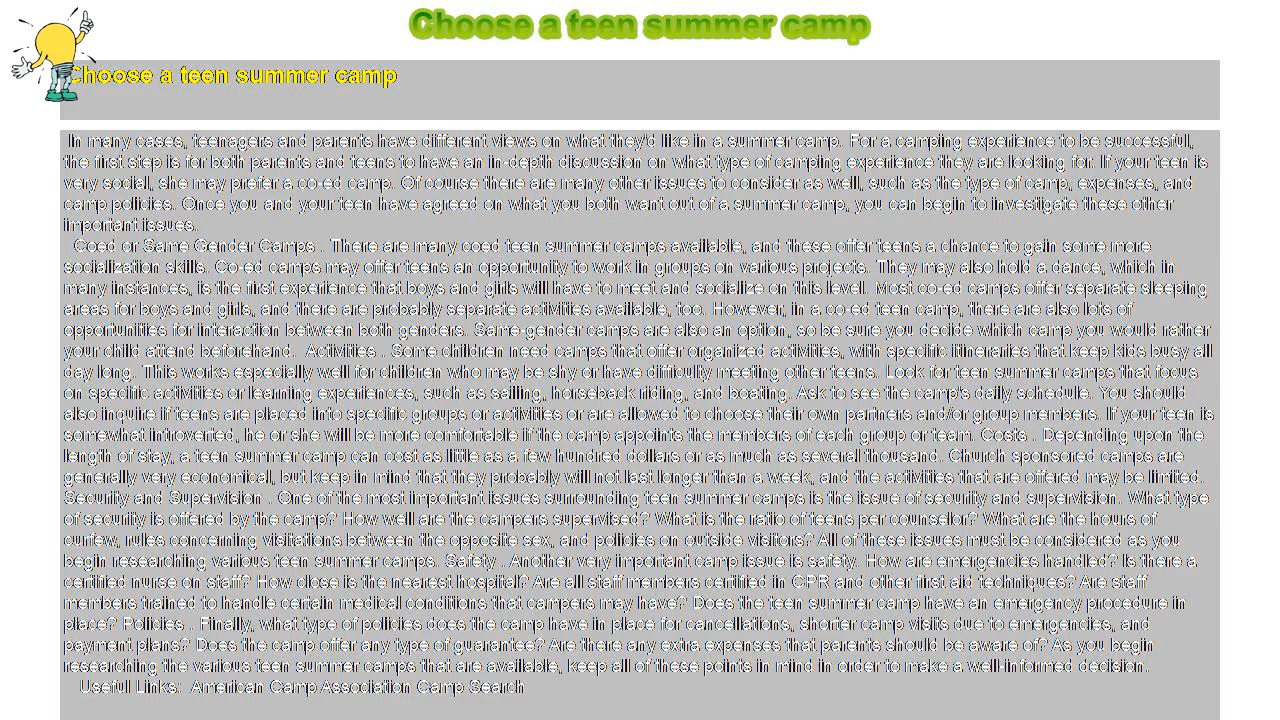 Choose a teen summer camp
Choose a teen summer camp
In many cases, teenagers and parents have different views on what they'd like in a summer camp. For a camping experience to be successful,
the first step is for both parents and teens to have an in-depth discussion on what type of camping experience they are looking for. If your teen is
very social, she may prefer a co-ed camp. Of course there are many other issues to consider as well, such as the type of camp, expenses, and
camp policies. Once you and your teen have agreed on what you both want out of a summer camp, you can begin to investigate these other
important issues.
Coed or Same Gender Camps . There are many coed teen summer camps available, and these offer teens a chance to gain some more
socialization skills. Co-ed camps may offer teens an opportunity to work in groups on various projects. They may also hold a dance, which in
many instances, is the first experience that boys and girls will have to meet and socialize on this level. Most co-ed camps offer separate sleeping
areas for boys and girls, and there are probably separate activities available, too. However, in a co-ed teen camp, there are also lots of
opportunities for interaction between both genders. Same-gender camps are also an option, so be sure you decide which camp you would rather
your child attend beforehand. Activities . Some children need camps that offer organized activities, with specific itineraries that keep kids busy all
day long. This works especially well for children who may be shy or have difficulty meeting other teens. Look for teen summer camps that focus
on specific activities or learning experiences, such as sailing, horseback riding, and boating. Ask to see the camp's daily schedule. You should
also inquire if teens are placed into specific groups or activities or are allowed to choose their own partners and/or group members. If your teen is
somewhat introverted, he or she will be more comfortable if the camp appoints the members of each group or team. Costs . Depending upon the
length of stay, a teen summer camp can cost as little as a few hundred dollars or as much as several thousand. Church sponsored camps are
generally very economical, but keep in mind that they probably will not last longer than a week, and the activities that are offered may be limited.
Security and Supervision . One of the most important issues surrounding teen summer camps is the issue of security and supervision. What type
of security is offered by the camp? How well are the campers supervised? What is the ratio of teens per counselor? What are the hours of
curfew, rules concerning visitations between the opposite sex, and policies on outside visitors? All of these issues must be considered as you
begin researching various teen summer camps. Safety . Another very important camp issue is safety. How are emergencies handled? Is there a
certified nurse on staff? How close is the nearest hospital? Are all staff members certified in CPR and other first aid techniques? Are staff
members trained to handle certain medical conditions that campers may have? Does the teen summer camp have an emergency procedure in
place? Policies . Finally, what type of policies does the camp have in place for cancellations, shorter camp visits due to emergencies, and
payment plans? Does the camp offer any type of guarantee? Are there any extra expenses that parents should be aware of? As you begin
researching the various teen summer camps that are available, keep all of these points in mind in order to make a well-informed decision.
Useful Links: American Camp Association Camp Search